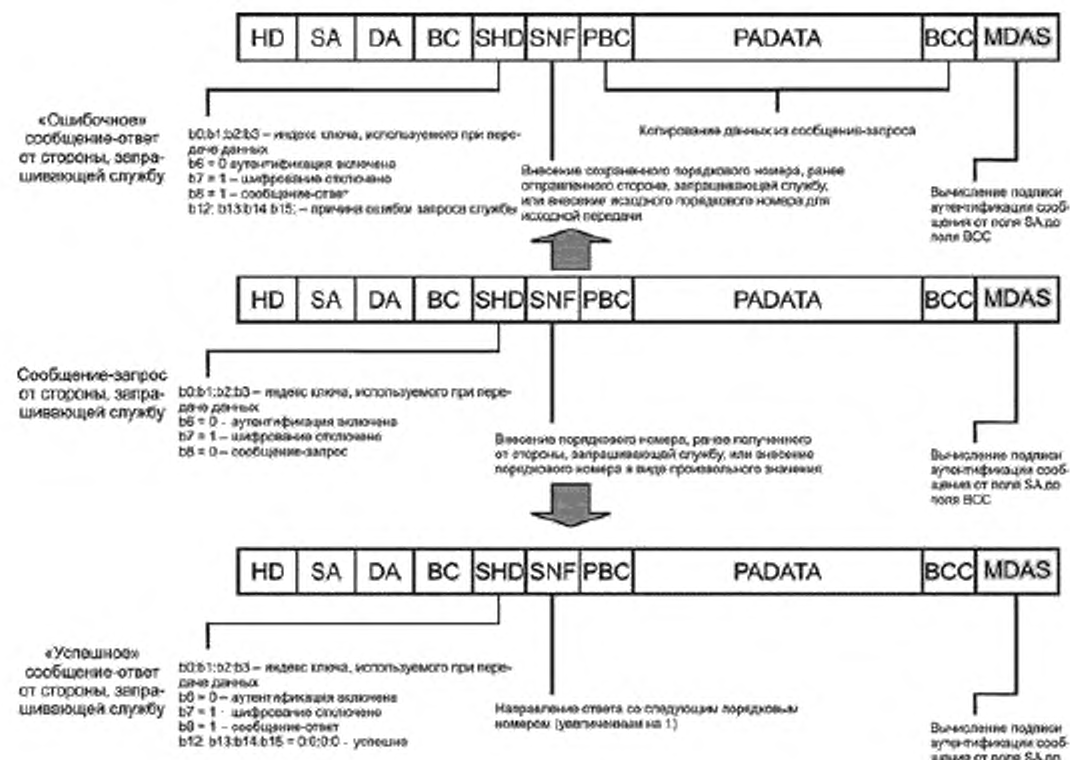 HD SA DA BC SHD SNF PBC PADATA BCC MDAS
«Ошибочное»
сообщение-ответ
от стороны, запра-
шивающей службу
b0:b1:b2:b3 – индекс ключа, используемого при пере-
даче данных
b6 = 0 аутентификация включена
b7 = 1 – шифрование отключено
b8 = 1 – сообщение-ответ
b12: b13:b14 b15: – причина ошибки запроса службы
Внесение сохраненного порядкового номера, ранее
отправленного стороне, запрашивающей службу,
или внесение исходного порядкового номера для
исходной передачи
Копирование данных из сообщения-запроса
Вычисление подписи
аутентификации сооб-
щения от поля SA до
поля BCC
HD SA DA BC SHD SNF PBC PADATA BCC MDAS
Сообщение-запрос
от стороны, запра-
шивающей службу
b0:b1:b2:b3 – индекс ключа, используемого при пере-
даче данных
b6 = 0 - аутентификация включена
b7 = 1 – шифрование отключено
b8 = 0 – сообщение-запрос
Внесение порядкового номера, ранее полученного
от стороны, запрашивающей службу, или внесение
порядкового номера в виде произвольного значения
Вычисление подписи
аутентификации сооб-
щения от поля SA до
поля BCC
HD SA DA BC SHD SNF PBC PADATA BCC MDAS
«Успешное»
сообщение-ответ
от стороны, запра-
шивающей службу
b0:b1:b2:b3 – индекс ключа, используемого при пере-
даче данных
b6 = 0 – аутентификация включена
b7 = 1 - шифрование отключено
b8 = 1 – сообщение-ответ
b12: b13:b14:b15 = 0:0:0:0 - успешно
Направление ответа со следующим порядковым
номером (увеличенным на 1)
Вычисление подписи
аутентификации сооб-
щения от поля SA до